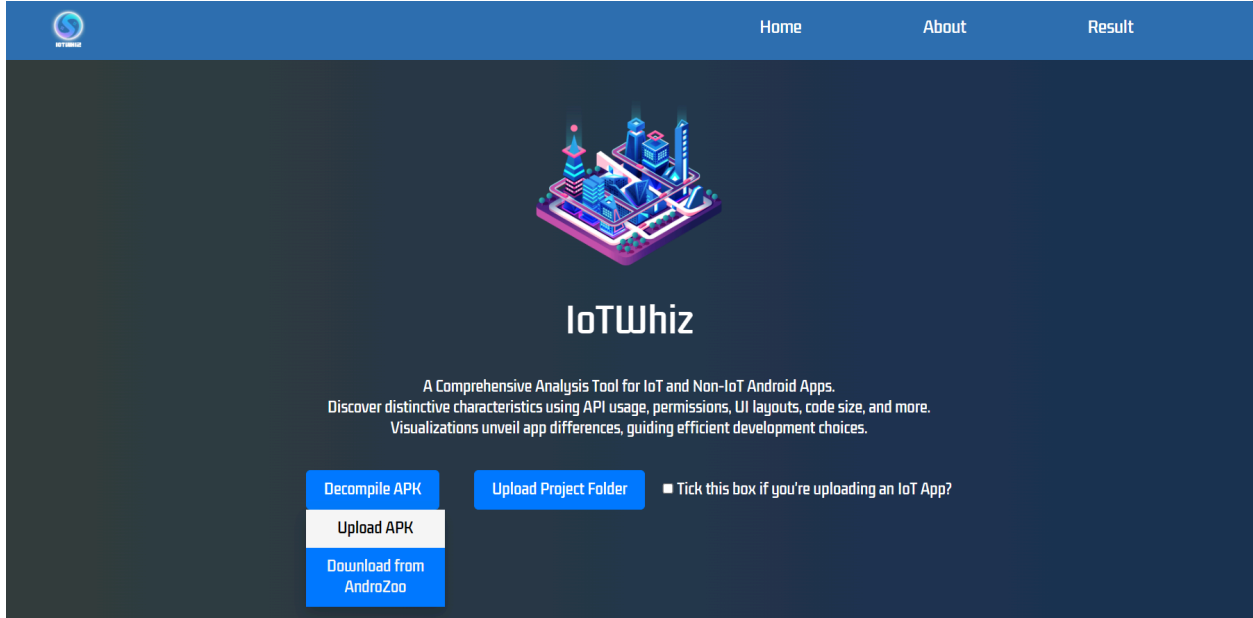 IOTWHIZ
Home
About
Result
IoTWhiz
A Comprehensive Analysis Tool for IoT and Non-IoT Android Apps.
Discover distinctive characteristics using API usage, permissions, UI layouts, code size, and more.
Visualizations unveil app differences, guiding efficient development choices.
Decompile APK
Upload Project Folder
Tick this box if you're uploading an IoT App?
Upload APK
Download from
AndroZoo